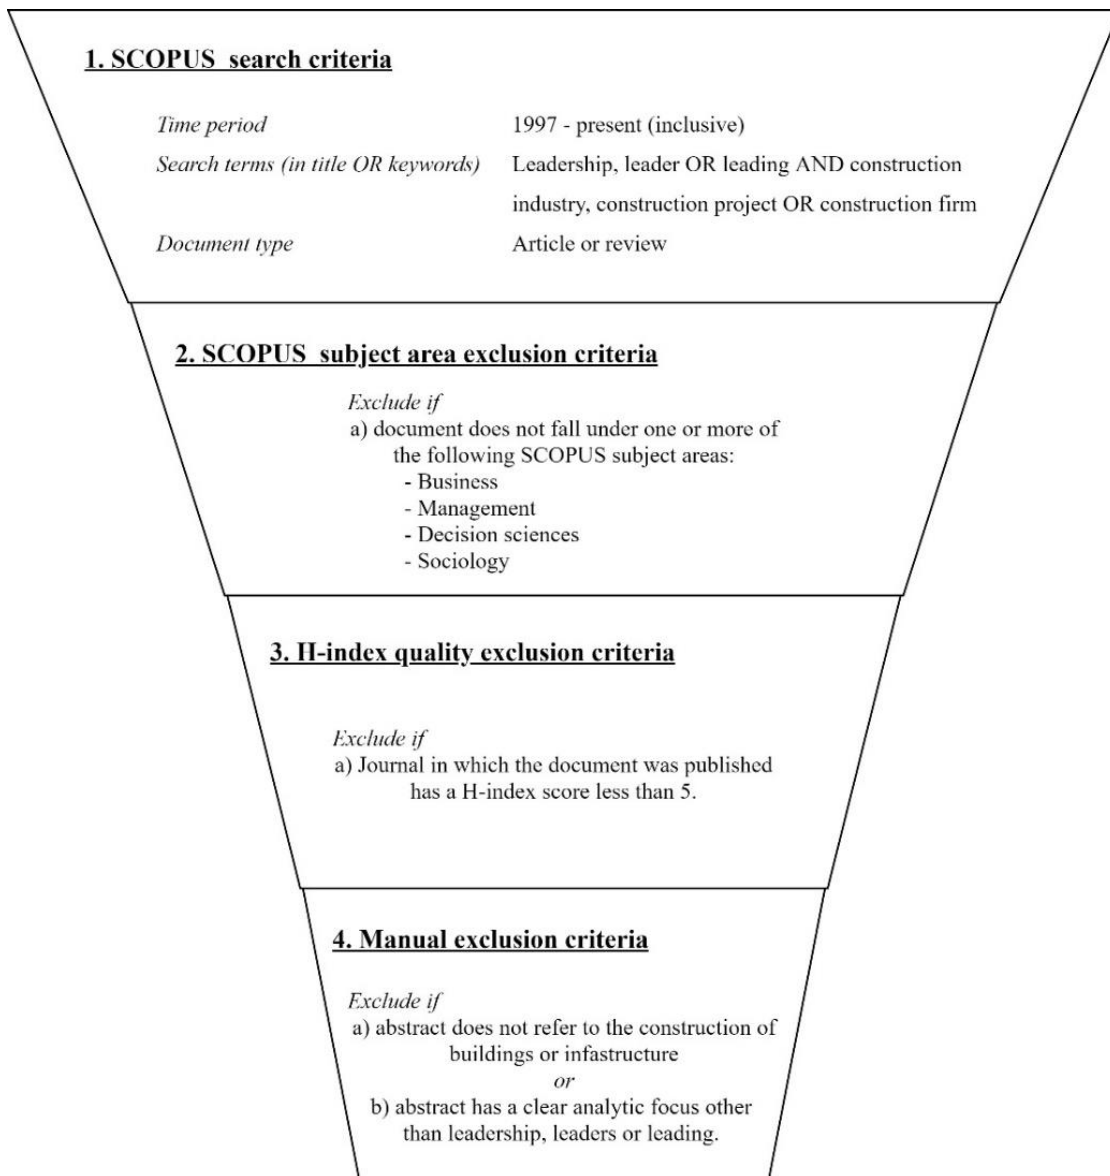 1. SCOPUS  search criteria
Time period 1997 - present (inclusive)
Search terms (in title OR keywords) Leadership, leader OR leading AND construction
industry, construction project OR construction firm
Document type Article or review
2. SCOPUS  subject area exclusion criteria
Exclude if
a) document does not fall under one or more of
the following SCOPUS subject areas:
- Business
- Management
- Decision sciences
- Sociology
3. H-index quality exclusion criteria
Exclude if
a) Journal in which the document was published
has a H-index score less than 5.
4. Manual exclusion criteria
Exclude if
a) abstract does not refer to the construction of
buildings or infastructure
or
b) abstract has a clear analytic focus other
than leadership, leaders or leading.